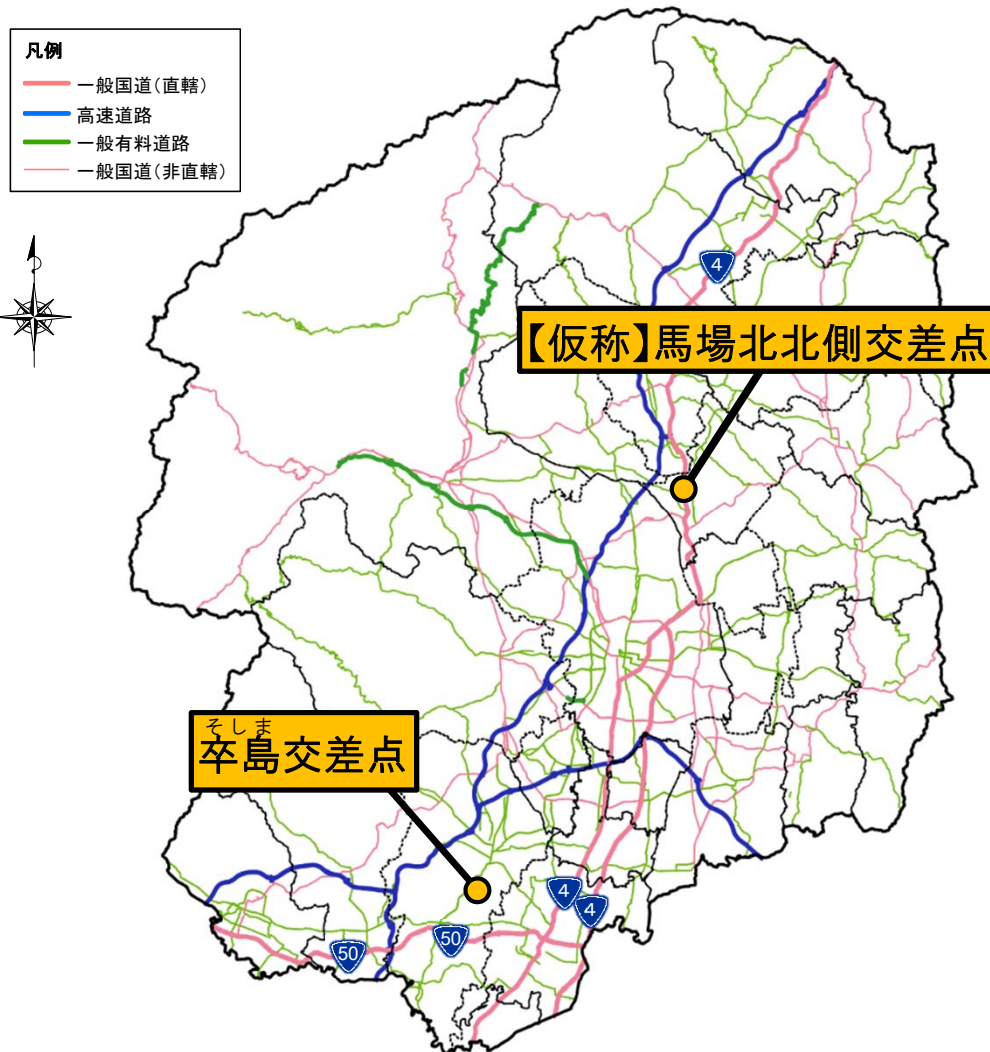 凡例
一般国道(直轄)
高速道路
一般有料道路
一般国道(非直轄)
4
【仮称】馬場北北側交差点
そしま
卒島交差点
4
4
50
50